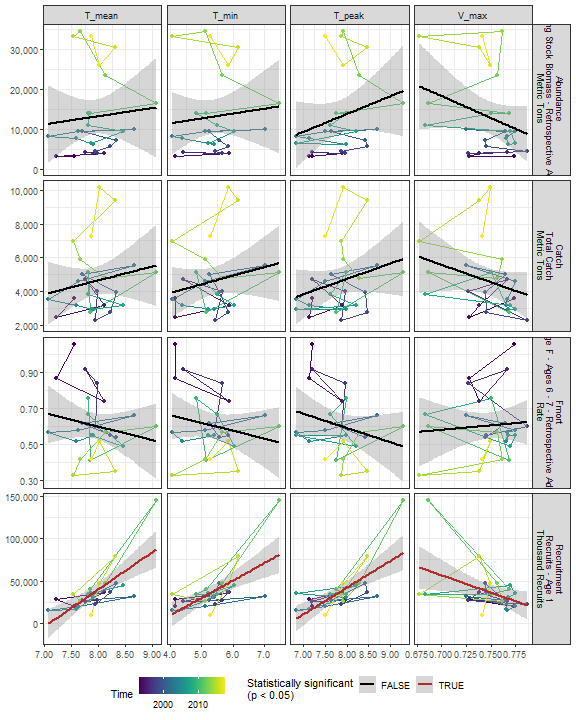 T_mean
T_min
T_peak
V_max
30,000
20,000
10,000
0
Abundance
Stock Biomass - Retrospective
Metric Tons
10,000
8,000
6,000
4,000
2,000
Catch
Total Catch
Metric Tons
0.90
0.70
0.50
0.30
Fmort
F - Ages 6 - 7 - Retrospective
Rate
150,000
100,000
50,000
0
Recruitment
Recruits - Age 1
Thousand Recruits
7.00 7.50 8.00 8.50 9.00
4.0 5.0 6.0 7.0
7.00 7.50 8.00 8.50 9.00
0.675 0.700 0.725 0.750 0.775
Time
2000 2010
Statistically significant
(p < 0.05)
FALSE
TRUE